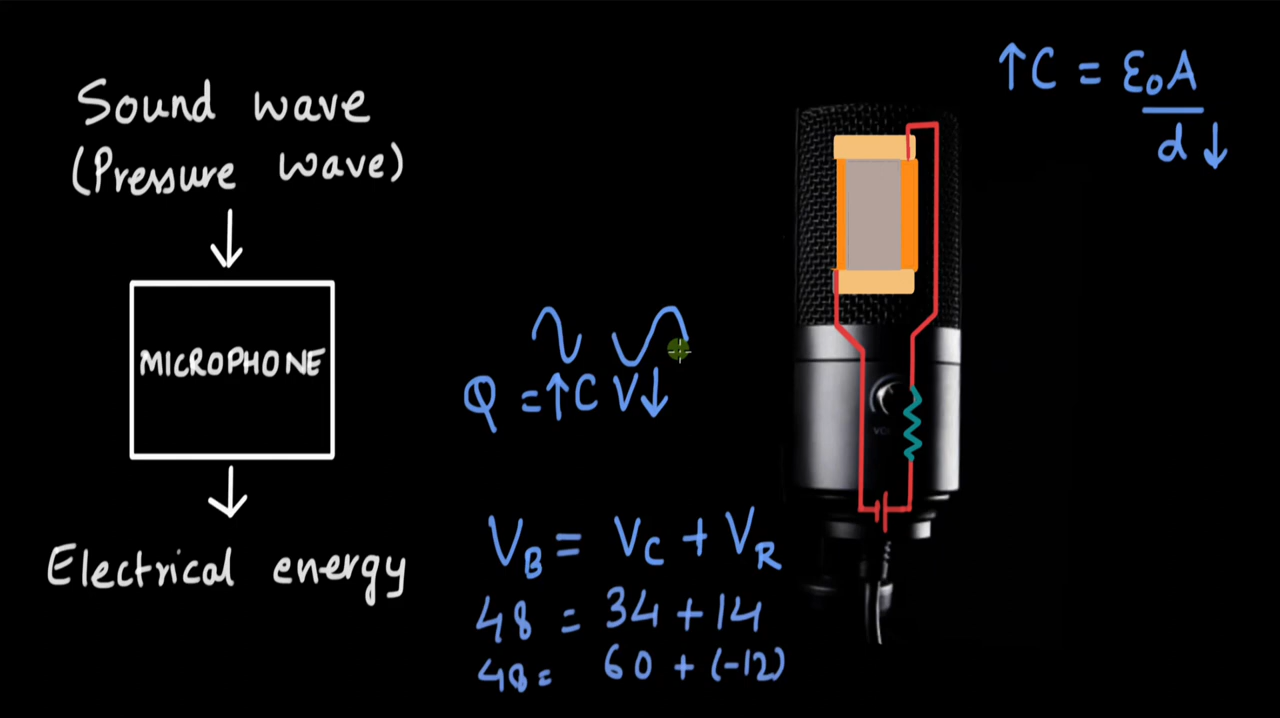 Sound wave
(Pressure wave)
MICROPHONE
Electrical energy
Q = ↑C V↓
V_B = V_C + V_R
48 = 34 + 14
48 = 60 + (-12)
↑C = ε₀A
d ↓